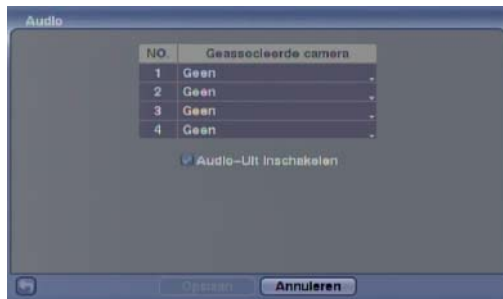 Audio
NO. Geassocieerde camera
1 Geen
2 Geen
3 Geen
4 Geen
Audio-Uit inschakelen
Opslaan Annuleren